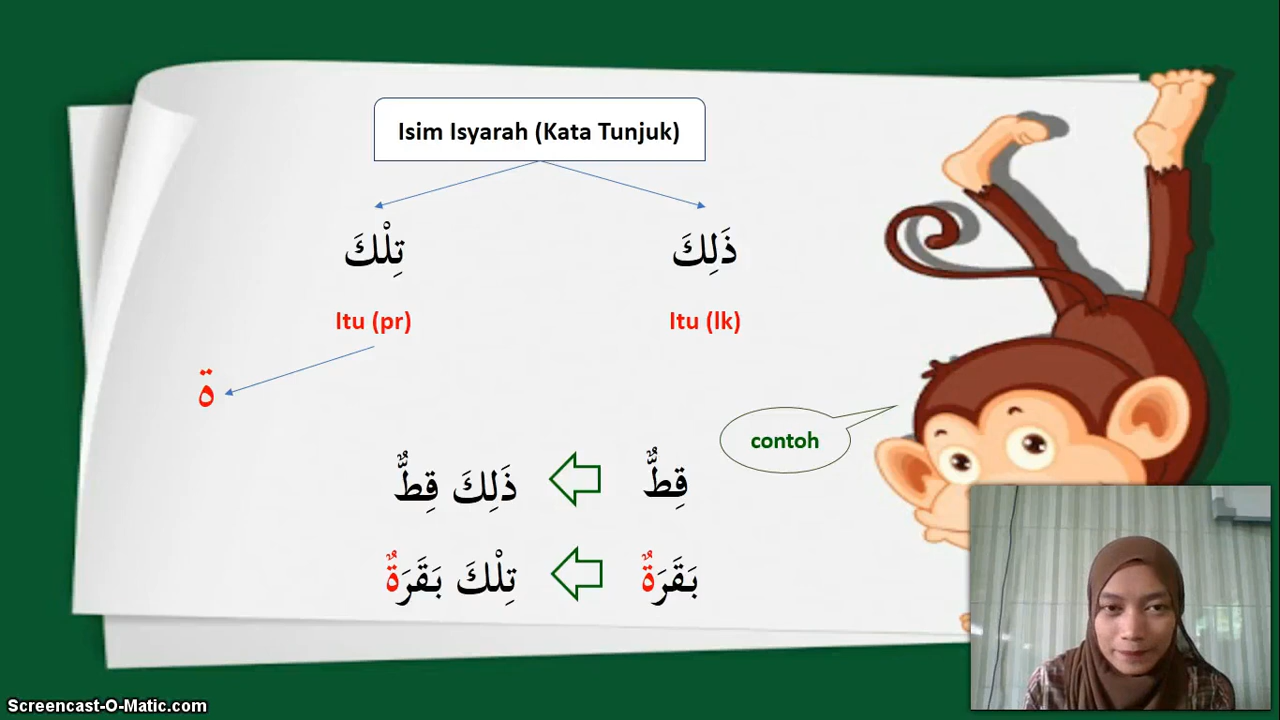 Isim Isyarah (Kata Tunjuk)
ذَلِكَ
تِلْكَ
Itu (lk)
Itu (pr)
ة
contoh
قِطٌّ
ذَلِكَ قِطٌّ
بَقَرَةٌ
تِلْكَ بَقَرَةٌ
Screencast-O-Matic.com